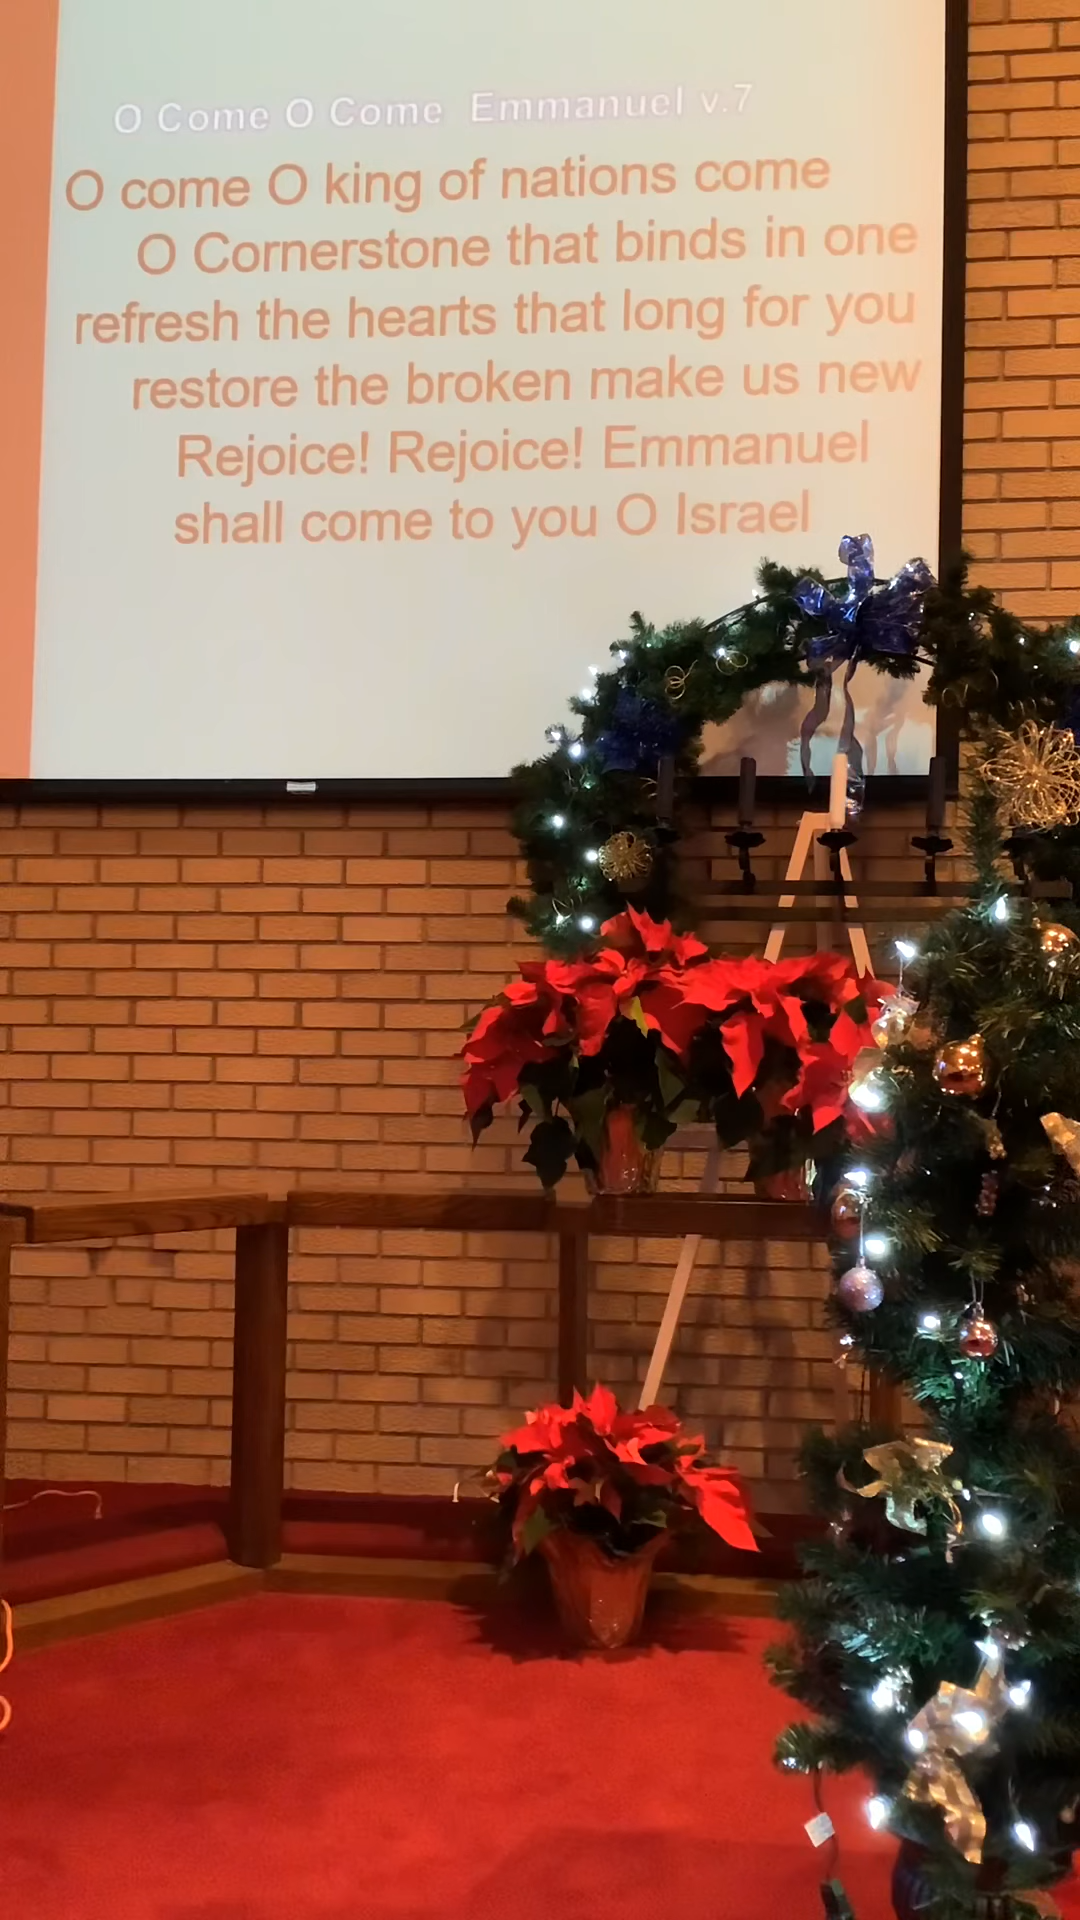 O Come O Come Emmanuel v.7
O come O king of nations come
O Cornerstone that binds in one
refresh the hearts that long for you
restore the broken make us new
Rejoice! Rejoice! Emmanuel
shall come to you O Israel